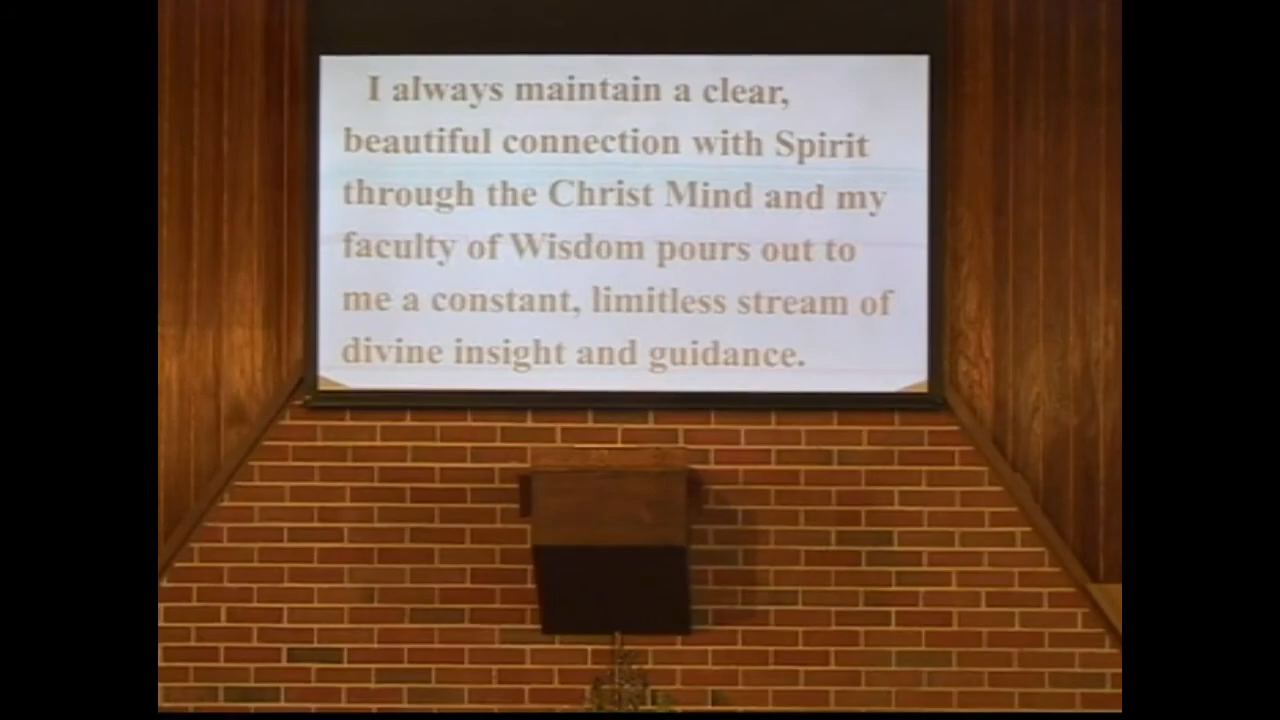 I always maintain a clear,
beautiful connection with Spirit
through the Christ Mind and my
faculty of Wisdom pours out to
me a constant, limitless stream of
divine insight and guidance.